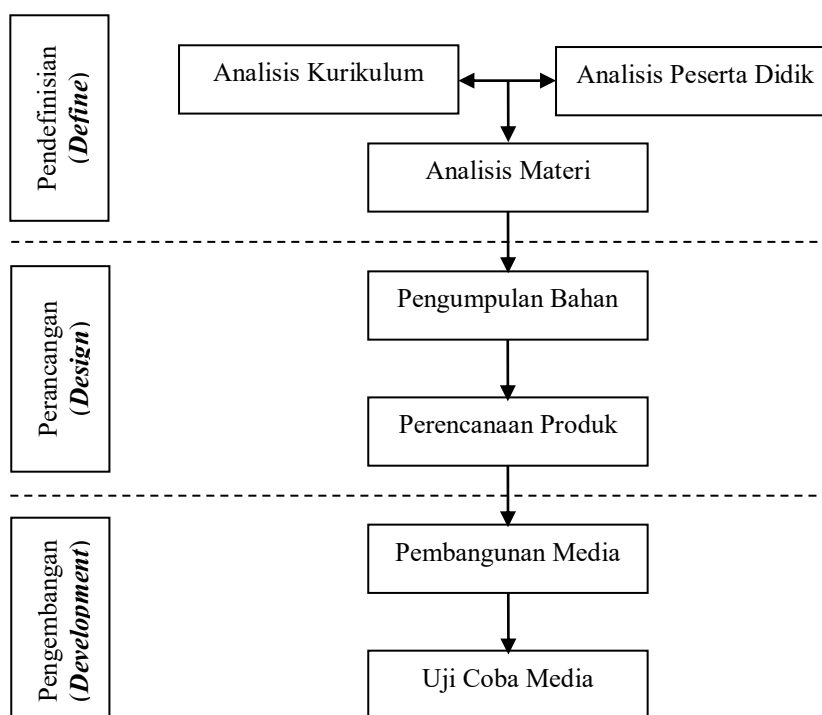 Pendefinisian
(Define)
Analisis Kurikulum
Analisis Peserta Didik
Analisis Materi
Perancangan
(Design)
Pengumpulan Bahan
Perencanaan Produk
Pengembangan
(Development)
Pembangunan Media
Uji Coba Media